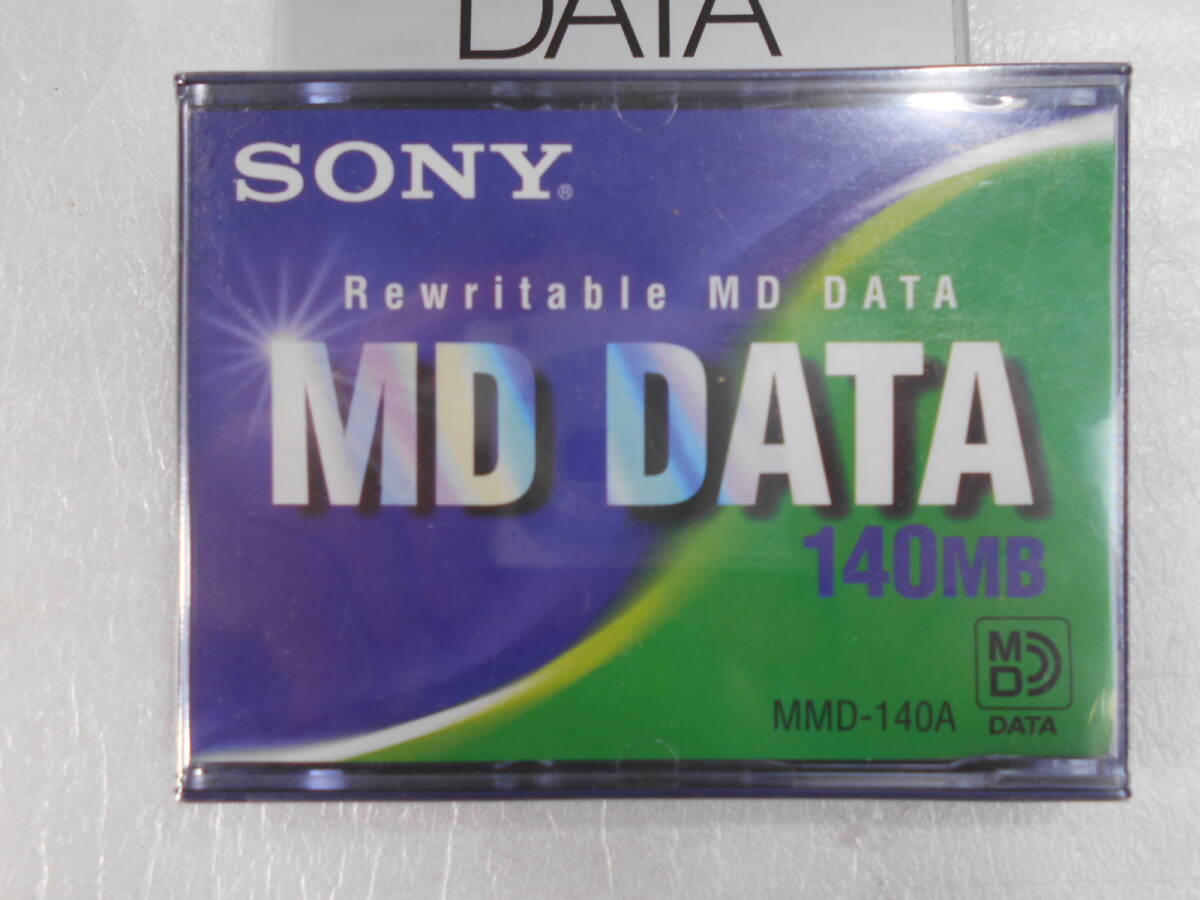 DATA
SONY®
Rewritable MD DATA
MD DATA
140MB
MD
DATA
MMD-140A